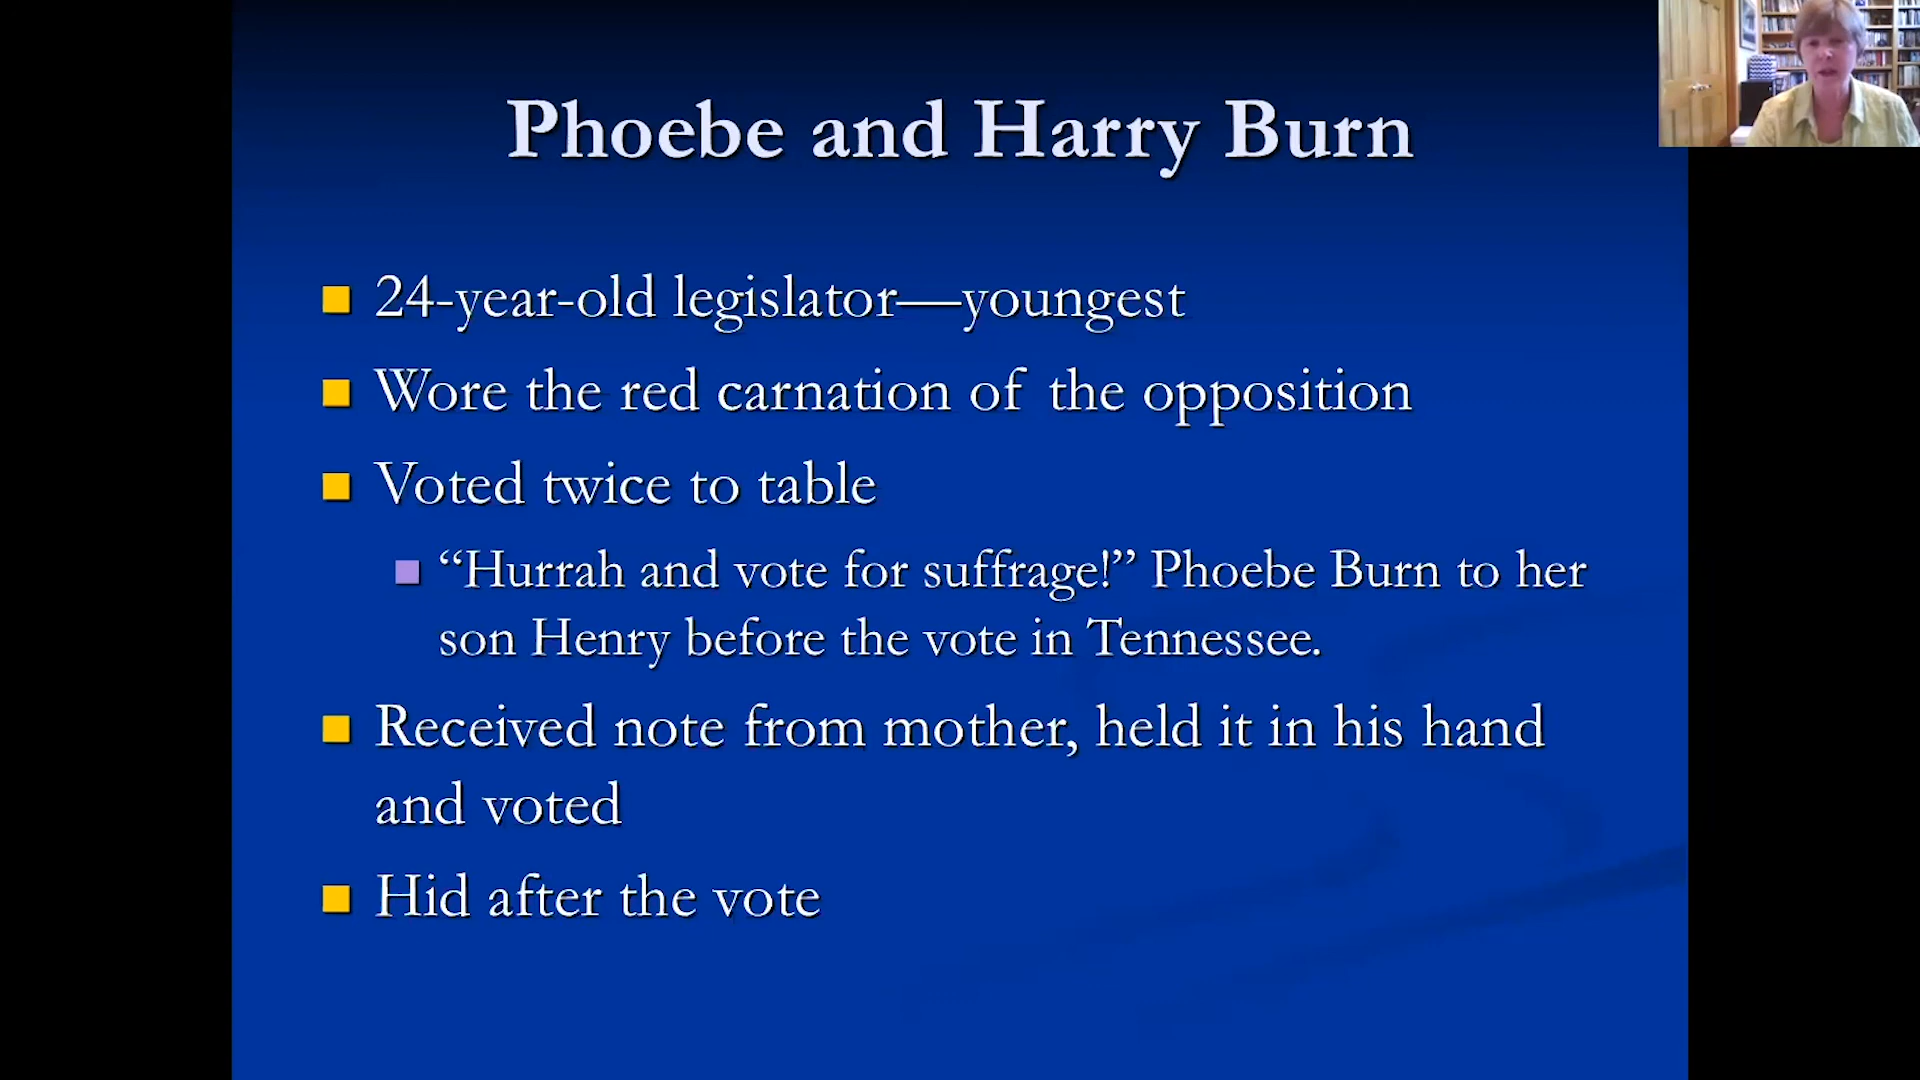 Phoebe and Harry Burn
24-year-old legislator—youngest
Wore the red carnation of the opposition
Voted twice to table
“Hurrah and vote for suffrage!” Phoebe Burn to her
son Henry before the vote in Tennessee.
Received note from mother, held it in his hand
and voted
Hid after the vote